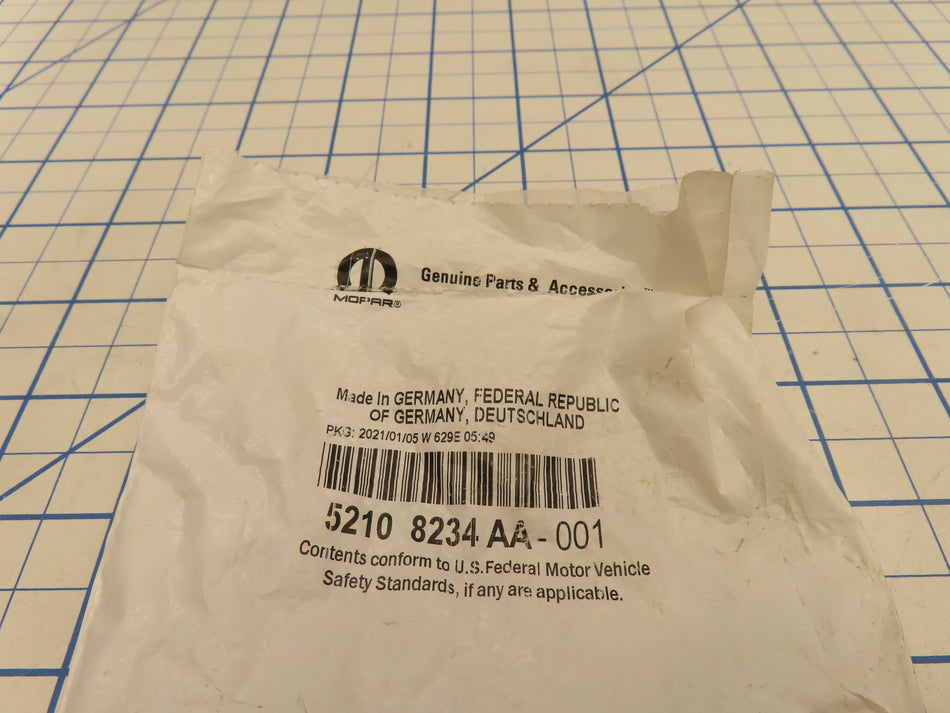 Genuine Parts & 
MOPAR®
Made In GERMANY, FEDERAL REPUBLIC
OF GERMANY, DEUTSCHLAND
PKG: 2021/01/05 W 629E 05:49
5210 8234 AA - 001
Contents conform to U.S. Federal Motor Vehicle
Safety Standards, if any are applicable.